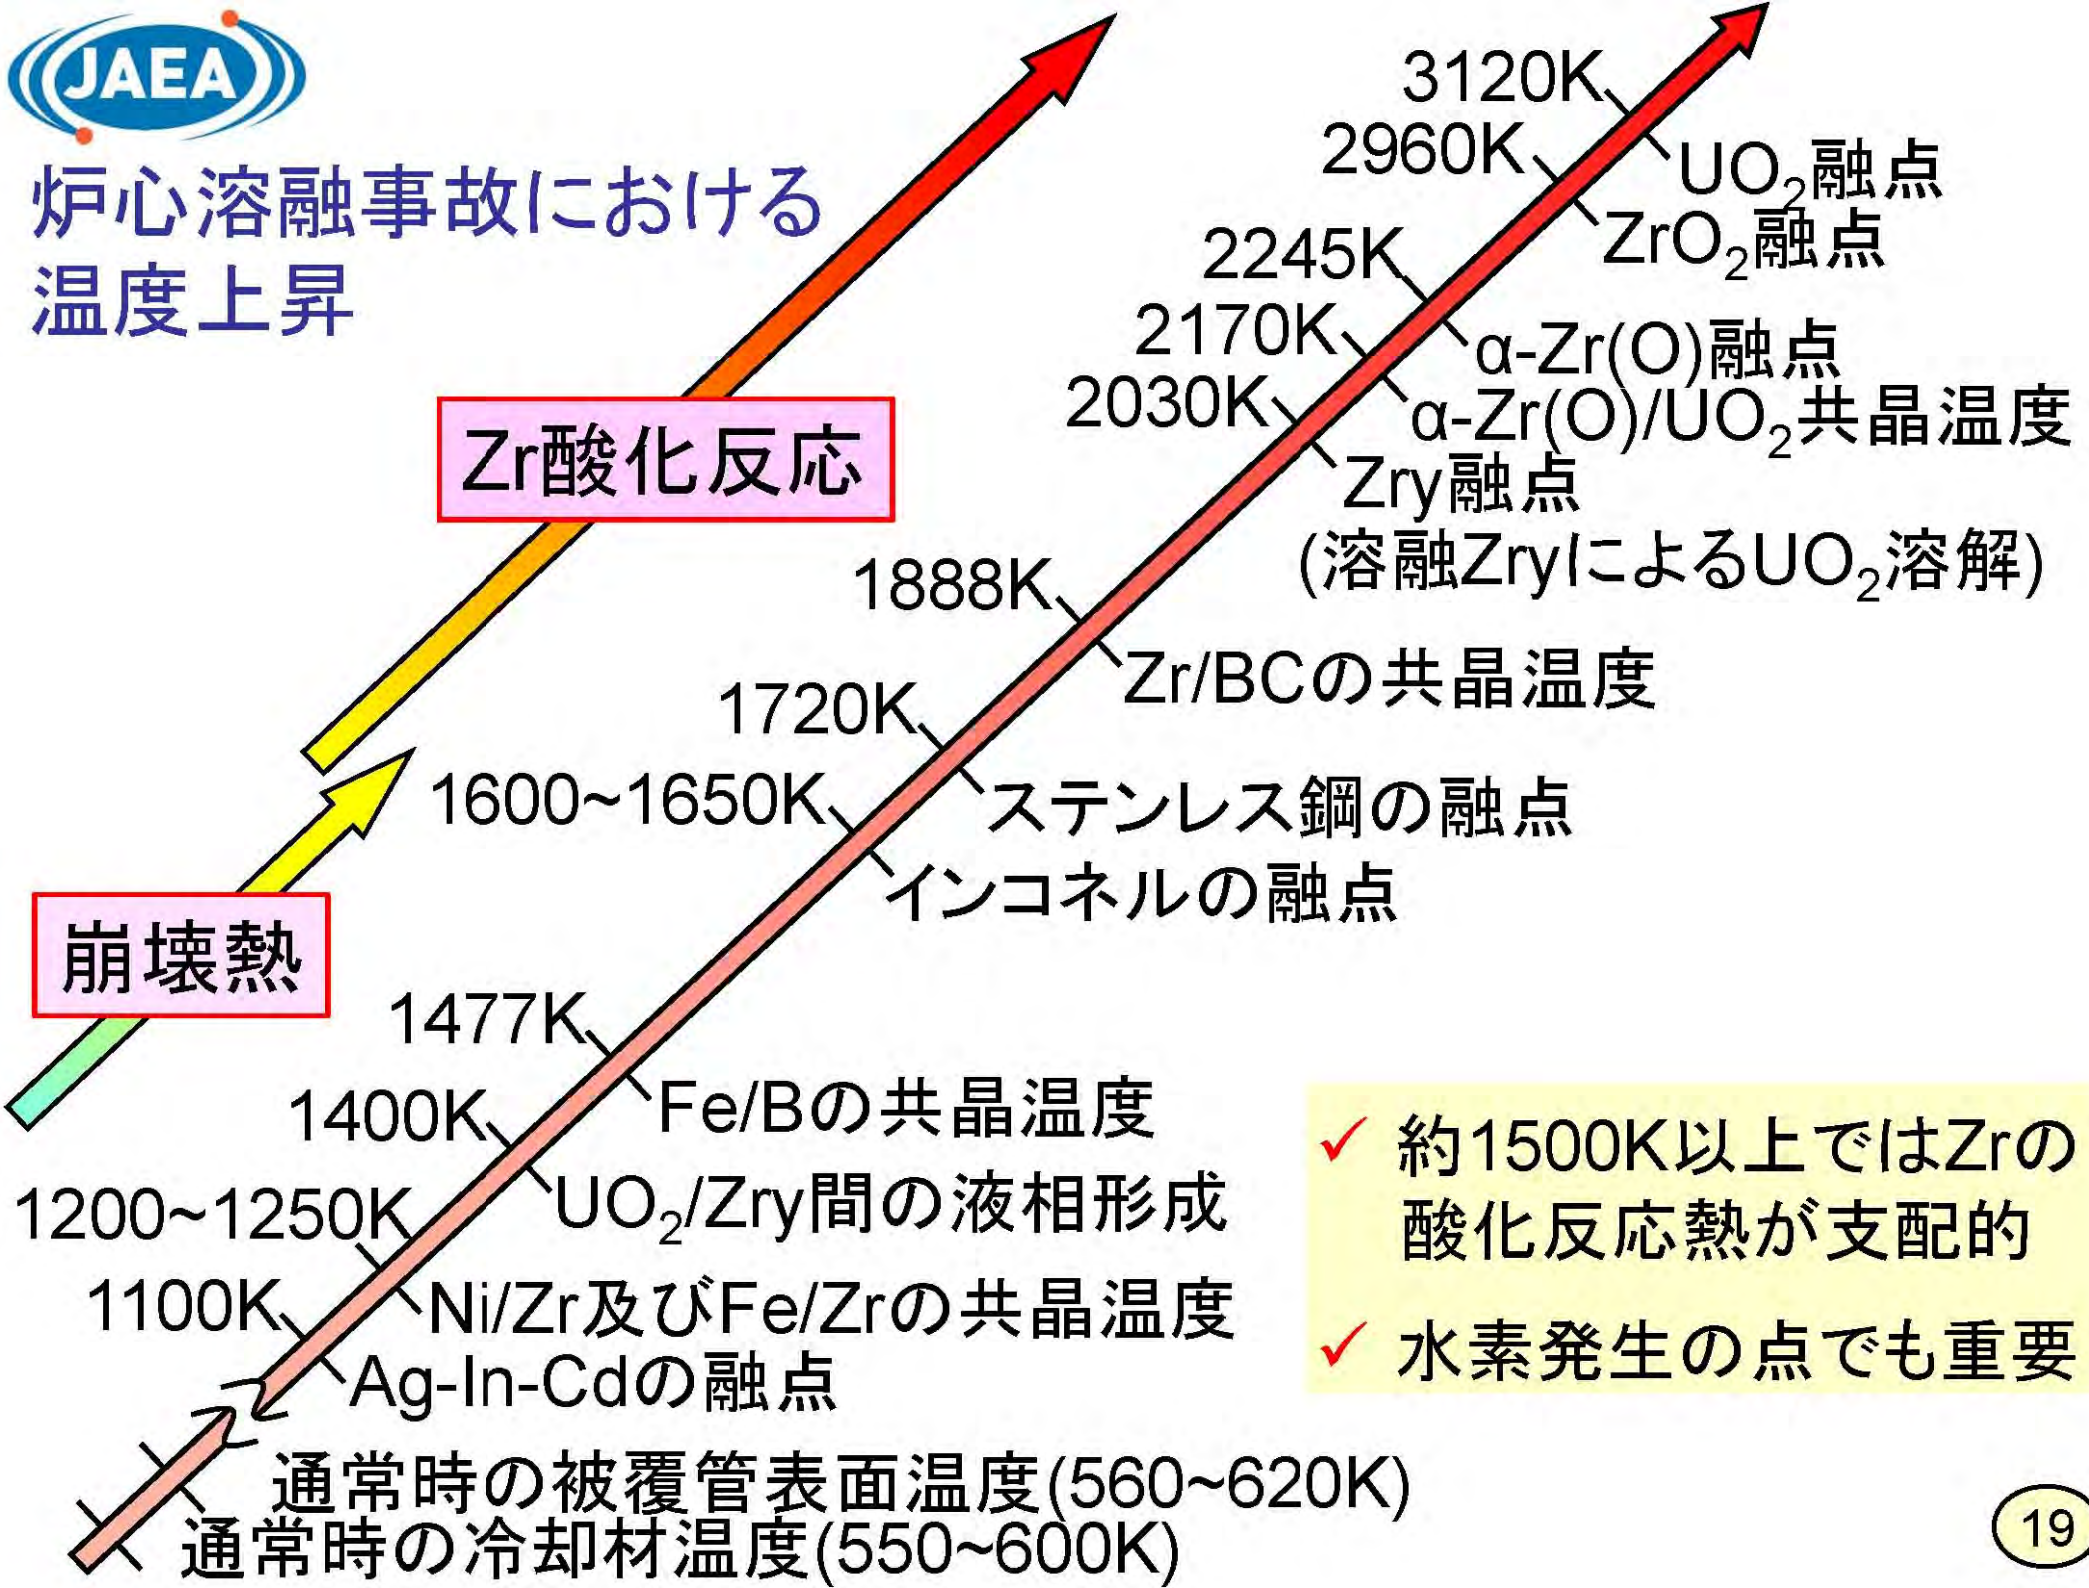 JAEA
炉心溶融事故における
温度上昇
3120K
UO₂融点
2960K
ZrO₂融点
2245K
α-Zr(O)融点
2170K
α-Zr(O)/UO₂共晶温度
2030K
Zry融点
(溶融ZryによるUO₂溶解)
Zr酸化反応
1888K
Zr/BCの共晶温度
1720K
ステンレス鋼の融点
1600~1650K
インコネルの融点
崩壊熱
1477K
Fe/Bの共晶温度
1400K
UO₂/Zry間の液相形成
1200~1250K
Ni/Zr及びFe/Zrの共晶温度
1100K
Ag-In-Cdの融点
通常時の被覆管表面温度(560~620K)
通常時の冷却材温度(550~600K)
✓ 約1500K以上ではZrの
酸化反応熱が支配的
✓ 水素発生の点でも重要
19